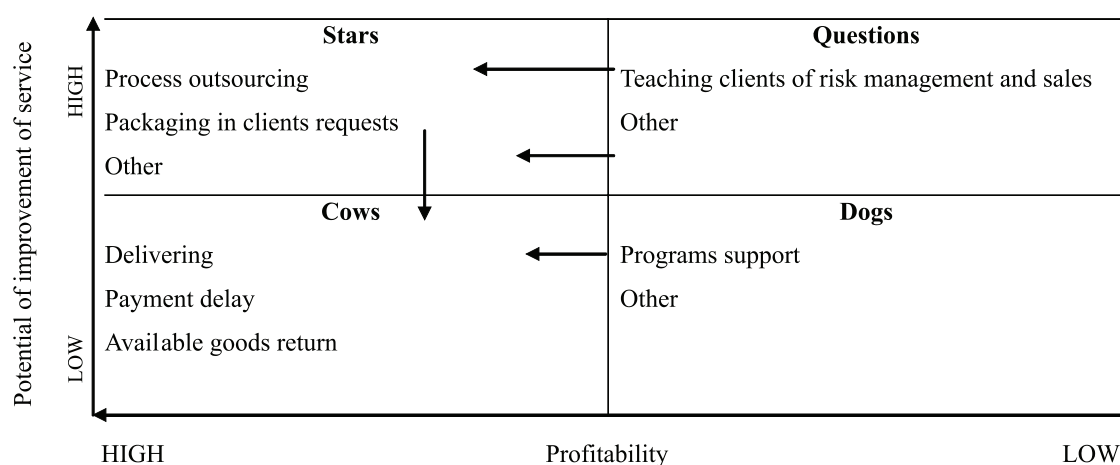 Potential of improvement of service
HIGH
LOW
Stars
Process outsourcing
Packaging in clients requests
Other
Questions
Teaching clients of risk management and sales
Other
Cows
Delivering
Payment delay
Available goods return
Dogs
Programs support
Other
HIGH
Profitability
LOW